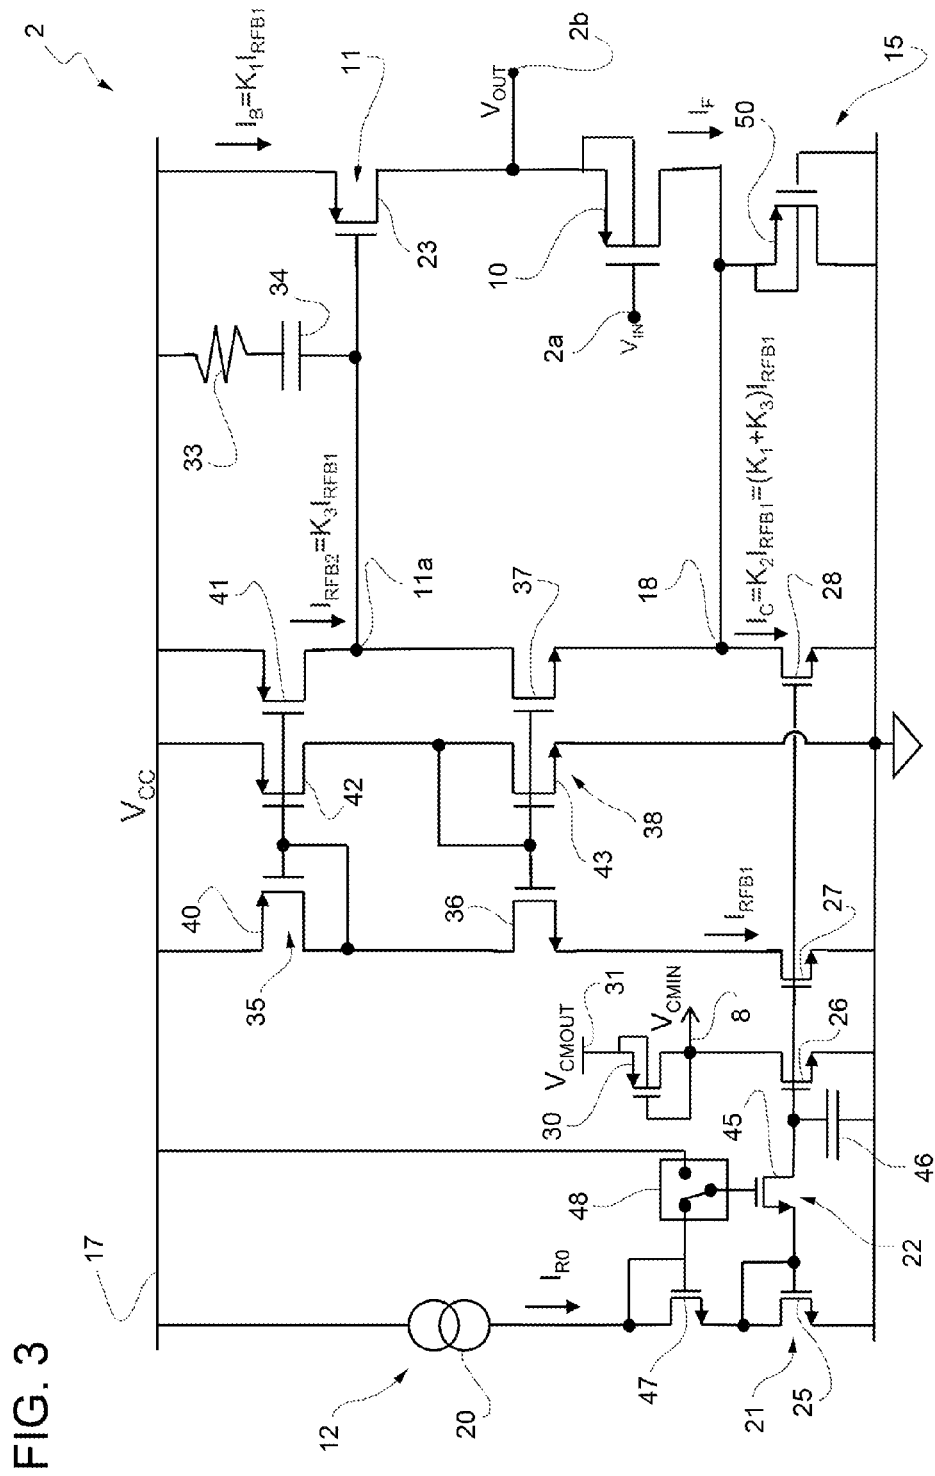 FIG. 3
2
17
V_CC
I_B=K_1I_RFB1
11
33
34
23
V_OUT
2b
10
2a
V_IN
I_F
50
15
41
I_RFB2=K_3I_RFB1
11a
42
40
35
36
37
38
43
18
I_C=K_2I_RFB1=(K_1+K_3)I_RFB1
28
I_RFB1
27
V_CMOUT
31
V_CMIN
8
30
26
45
46
48
22
I_R0
12
20
47
21
25